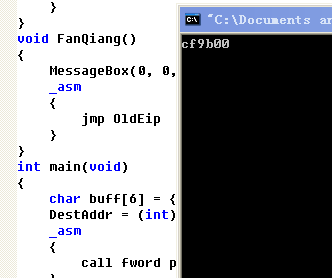 }
}
void FanQiang()
{
MessageBox(0, 0,
_asm
{
jmp OldEip
}
}
int main(void)
{
char buff[6] = {
DestAddr = (int)
_asm
{
call fword p
}
"C:\Documents an
cf9b00